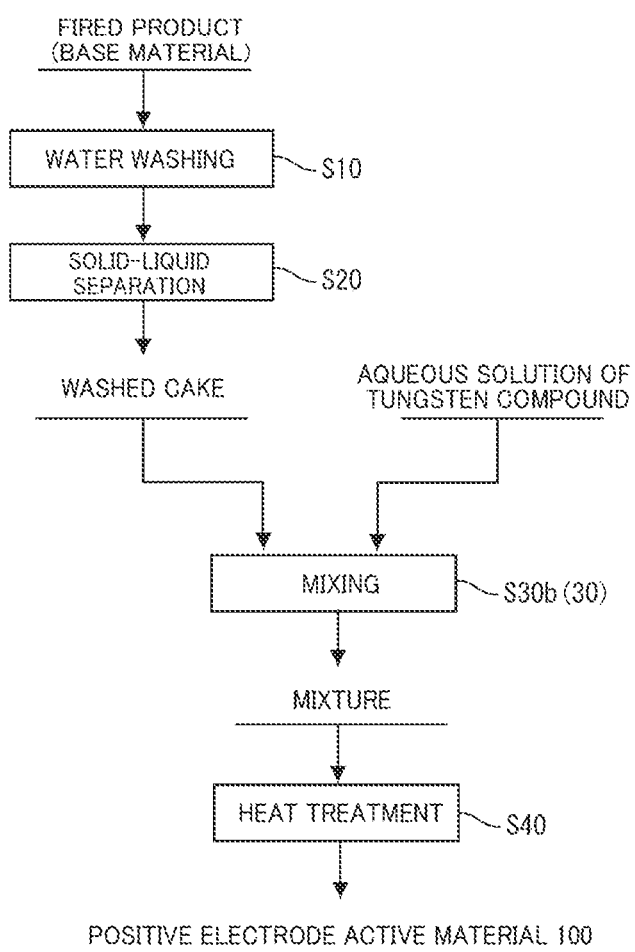 FIRED PRODUCT
(BASE MATERIAL)
WATER WASHING
S10
SOLID-LIQUID
SEPARATION
S20
WASHED CAKE
AQUEOUS SOLUTION OF
TUNGSTEN COMPOUND
MIXING
S30b (30)
MIXTURE
HEAT TREATMENT
S40
POSITIVE ELECTRODE ACTIVE MATERIAL 100